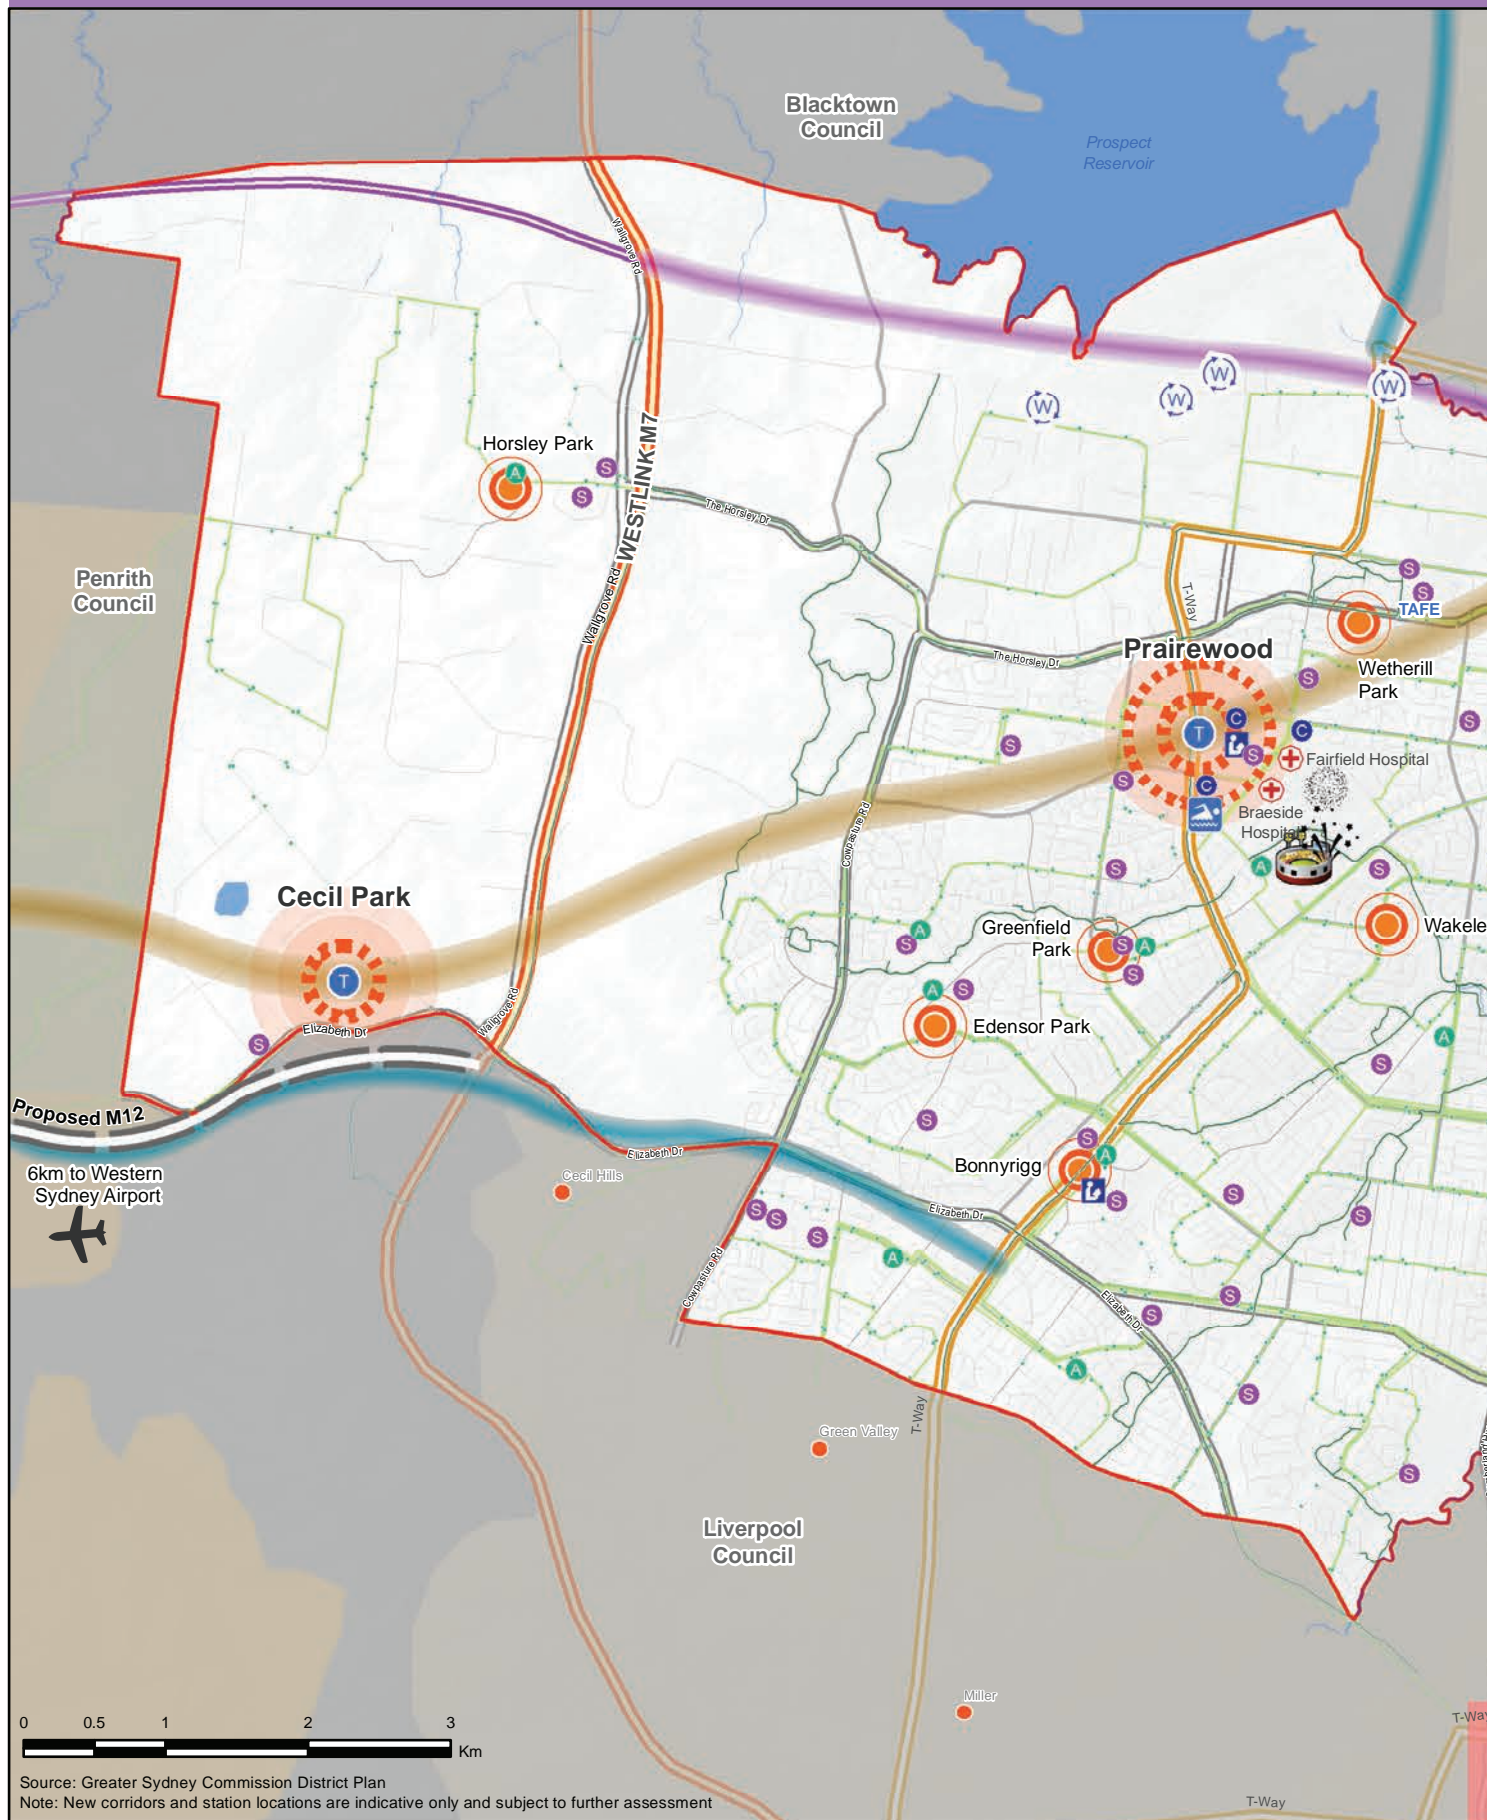 Blacktown
Council
Prospect
Reservoir
Wallgrove Rd
Horsley Park
A
S
S
WESTLINK M7
The Horsley Dr
W
W
W
W
Penrith
Council
Wallgrove Rd
T-Way
S
S
TAFE
The Horsley Dr
Prairewood
Wetherill
Park
S
S
S
T
C
C
S
S
C
Fairfield Hospital
Braeside
Hospital
Cowpasture Rd
S
A
S
Cecil Park
T
Greenfield
Park
A
S
S
A
S
Wakele
A
S
Edensor Park
Wallgrove Rd
Elizabeth Dr
S
A
S
Proposed M12
6km to Western
Sydney Airport
S
Elizabeth Dr
Cecil Hills
S
A
Bonnyrigg
S
S
S
S
S
S
Elizabeth Dr
A
Cowpasture Rd
Elizabeth Dr
S
S
A
S
T-Way
Green Valley
S
Liverpool
Council
Miller
T-Way
0 0.5 1 2 3
Km
Source: Greater Sydney Commission District Plan
Note: New corridors and station locations are indicative only and subject to further assessment
T-Way